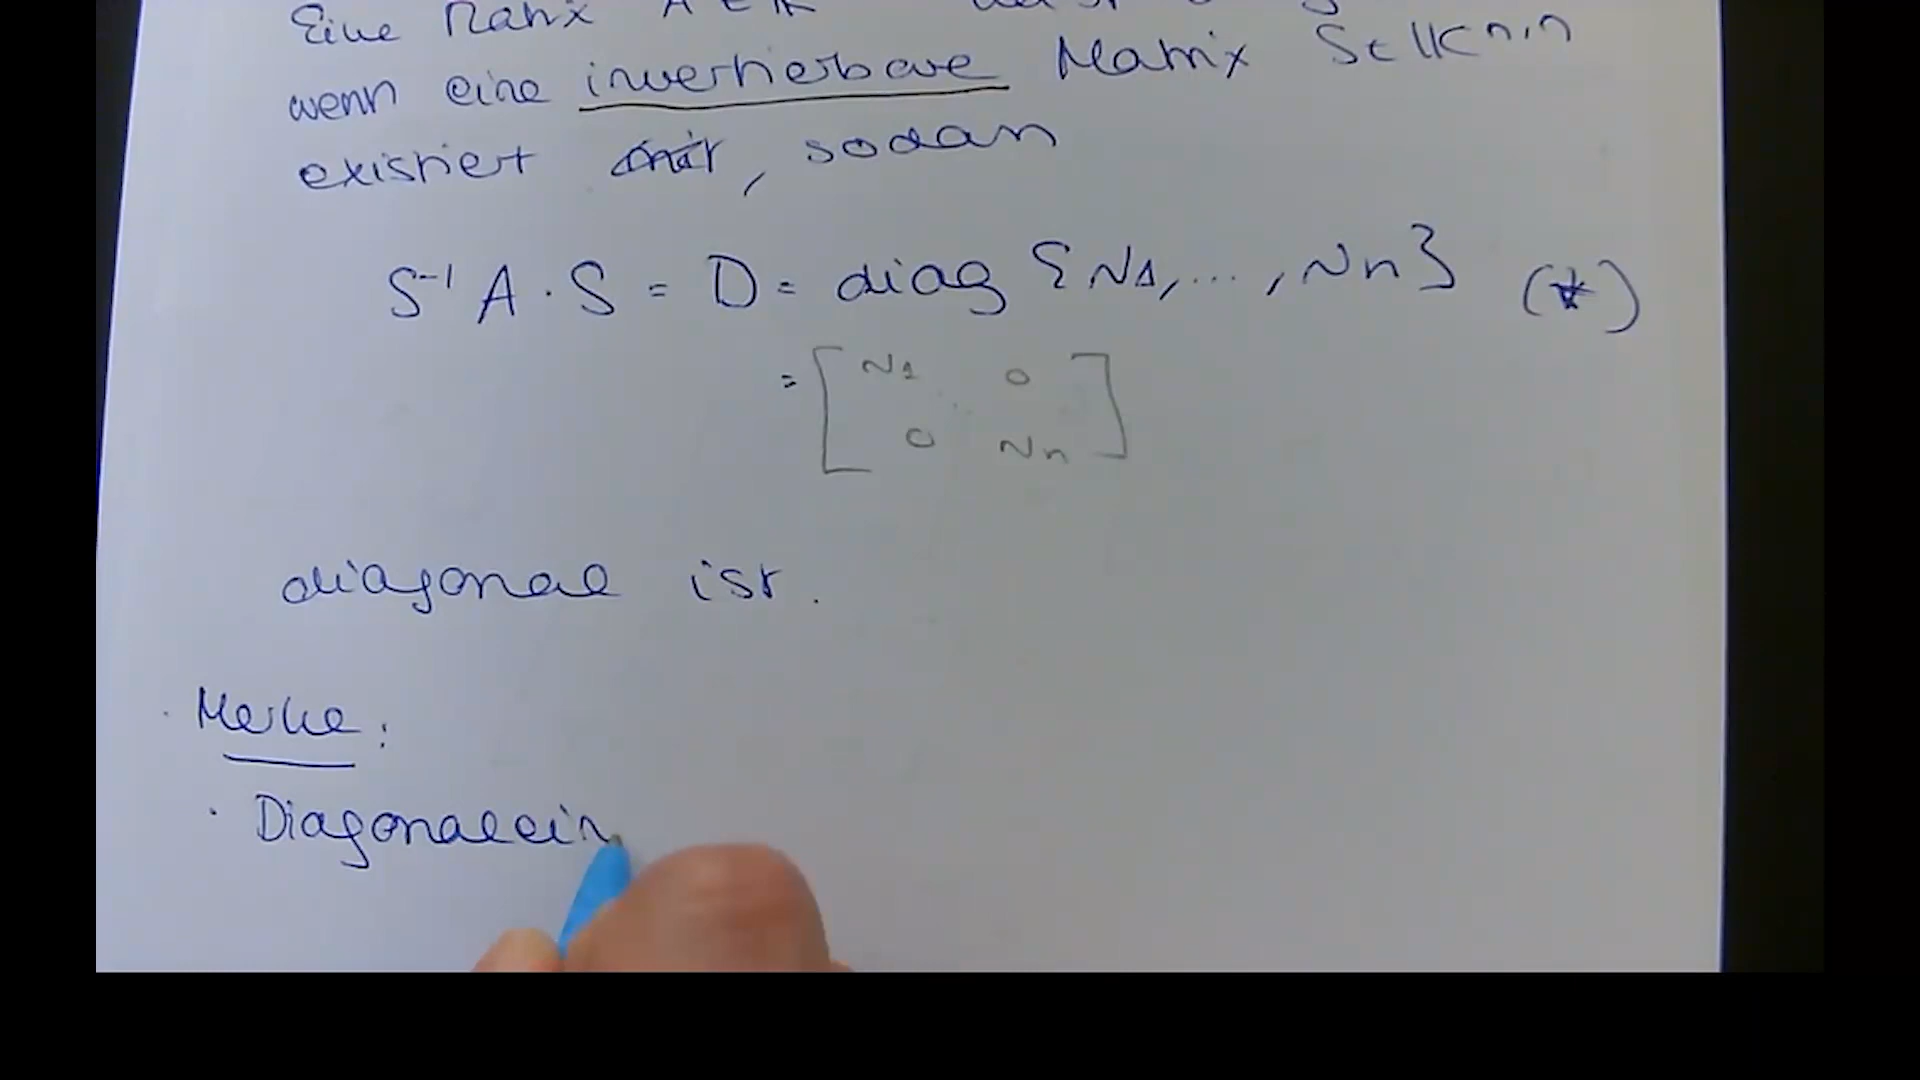 Eine Matrix A ∈ K
wenn eine invertierbare Matrix S ∈ K^n,n
existiert mit, sodass
S^-1 A · S = D = diag {λ1, ..., λn} (*)
= [ λ1 0
0 λn ]
diagonal ist.
Merke:
· Diagonalein